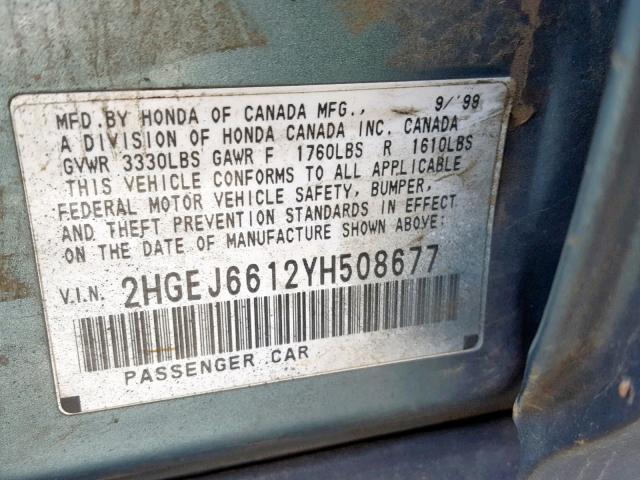 MFD.BY HONDA OF CANADA MFG., 9/'99
A DIVISION OF HONDA CANADA INC. CANADA
GVWR 3330LBS GAWR F 1760LBS R 1610LBS
THIS VEHICLE CONFORMS TO ALL APPLICABLE
FEDERAL MOTOR VEHICLE SAFETY, BUMPER,
AND THEFT PREVENTION STANDARDS IN EFFECT
ON THE DATE OF MANUFACTURE SHOWN ABOVE:
V.I.N. 2HGEJ6612YH508677
PASSENGER CAR